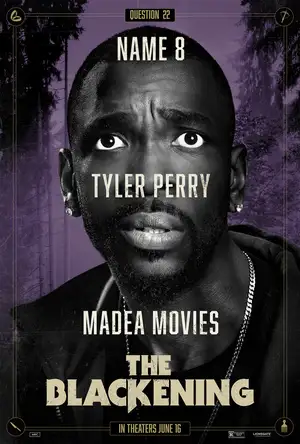 QUESTION 22
NAME 8
TYLER PERRY
MADEA MOVIES
THE
BLACKENING
IN THEATERS JUNE 16